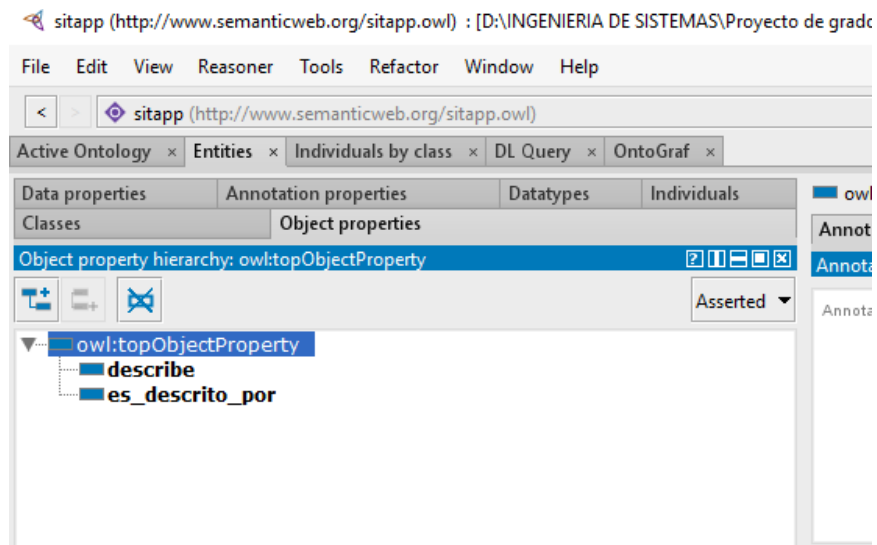 sitapp (http://www.semanticweb.org/sitapp.owl) : [D:\INGENIERIA DE SISTEMAS\Proyecto de grado
File Edit View Reasoner Tools Refactor Window Help
< > sitapp (http://www.semanticweb.org/sitapp.owl)
Active Ontology × Entities × Individuals by class × DL Query × OntoGraf ×
Data properties Annotation properties Datatypes Individuals
Classes Object properties
Object property hierarchy: owl:topObjectProperty
Asserted
owl:topObjectProperty
describe
es_descrito_por
owl
Annot
Annota
Annota